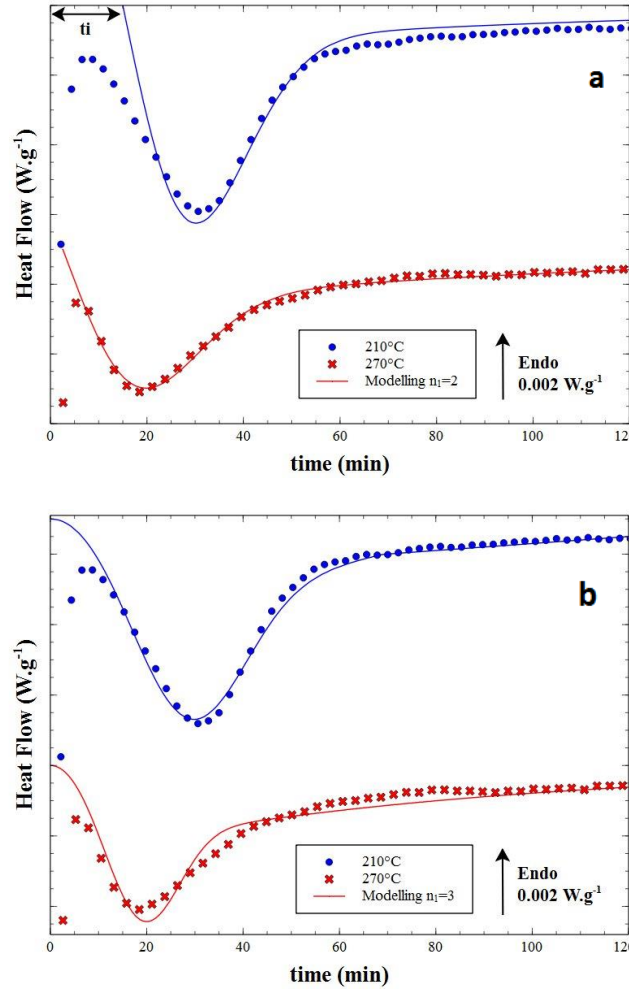 ti
a
Heat Flow (W.g-1)
210°C
270°C
Modelling n1=2
Endo
0.002 W.g-1
0 20 40 60 80 100 120
time (min)
b
Heat Flow (W.g-1)
210°C
270°C
Modelling n1=3
Endo
0.002 W.g-1
0 20 40 60 80 100 120
time (min)